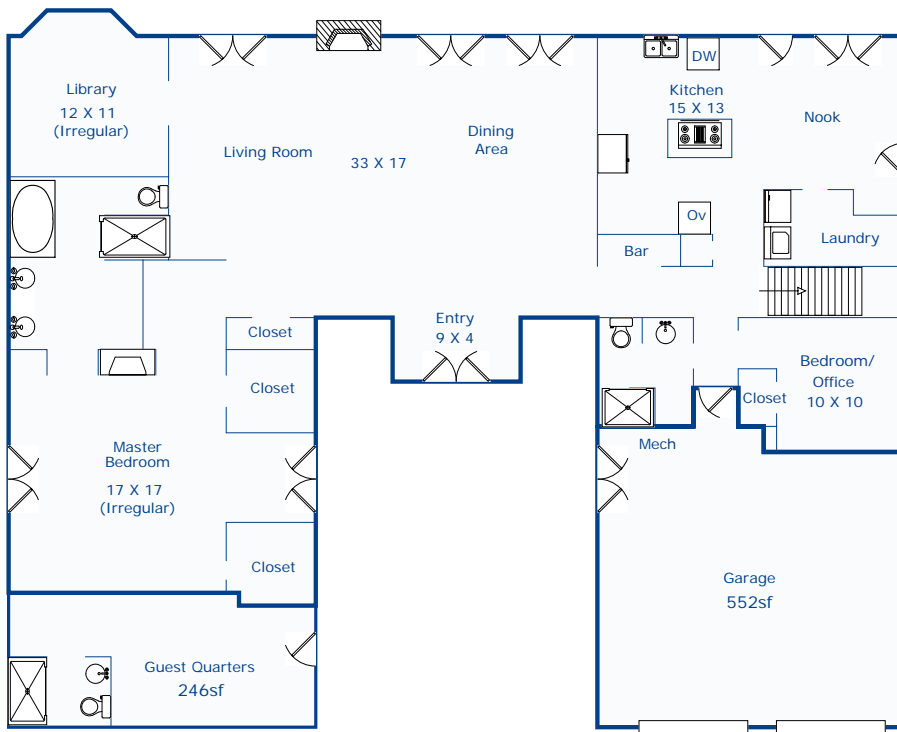 Library
12 X 11
(Irregular)
Living Room
33 X 17
Dining
Area
DW
Kitchen
15 X 13
Nook
Ov
Bar
Laundry
Entry
9 X 4
Closet
Closet
Master
Bedroom
17 X 17
(Irregular)
Closet
Bedroom/
Office
10 X 10
Closet
Mech
Garage
552sf
Guest Quarters
246sf